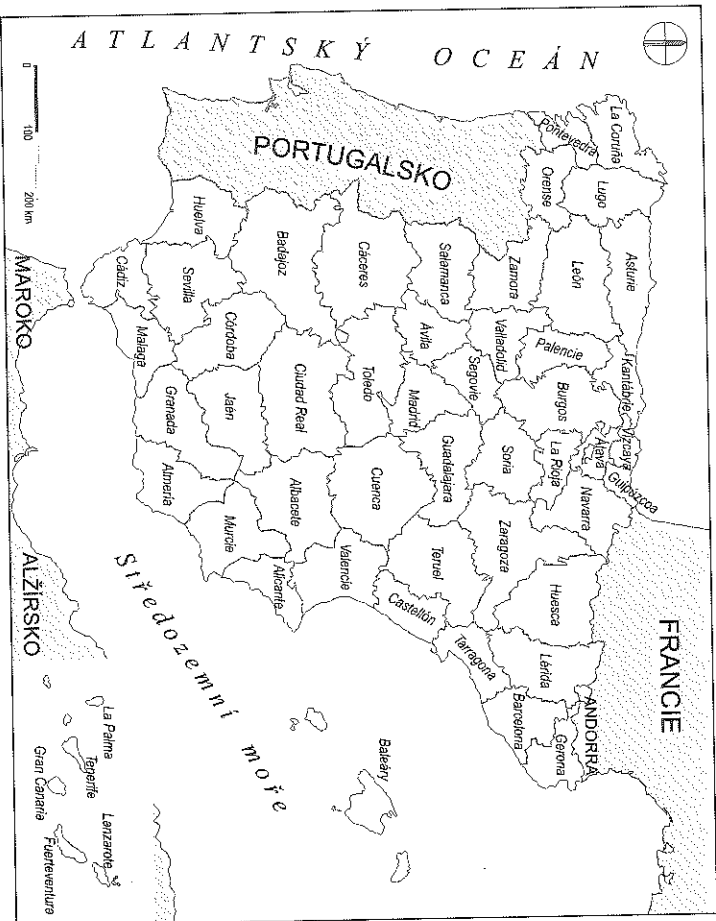 ATLANTSKÝ OCEÁN
FRANCIE
ANDORRA
PORTUGALSKO
La Coruña
Lugo
Pontevedra
Orense
Asturie
León
Zamora
Salamanca
Cáceres
Badajoz
Huelva
Kantábrie
Palencie
Valladolid
Burgos
Segovie
Ávila
Madrid
Toledo
Ciudad Real
Córdoba
Sevilla
Cádiz
Malaga
Vizcaya
Guipúzcoa
Álava
Navarra
La Rioja
Soria
Guadalajara
Cuenca
Albacete
Jaén
Granada
Almería
Murcie
Zaragoza
Huesca
Teruel
Valencie
Alicante
Castellón
Tarragona
Lérida
Barcelona
Gerona
Baleáry
Středozemní moře
0 100 200 km
MAROKO
ALŽÍRSKO
La Palma
Tenerife
Gran Canaria
Lanzarote
Fuerteventura